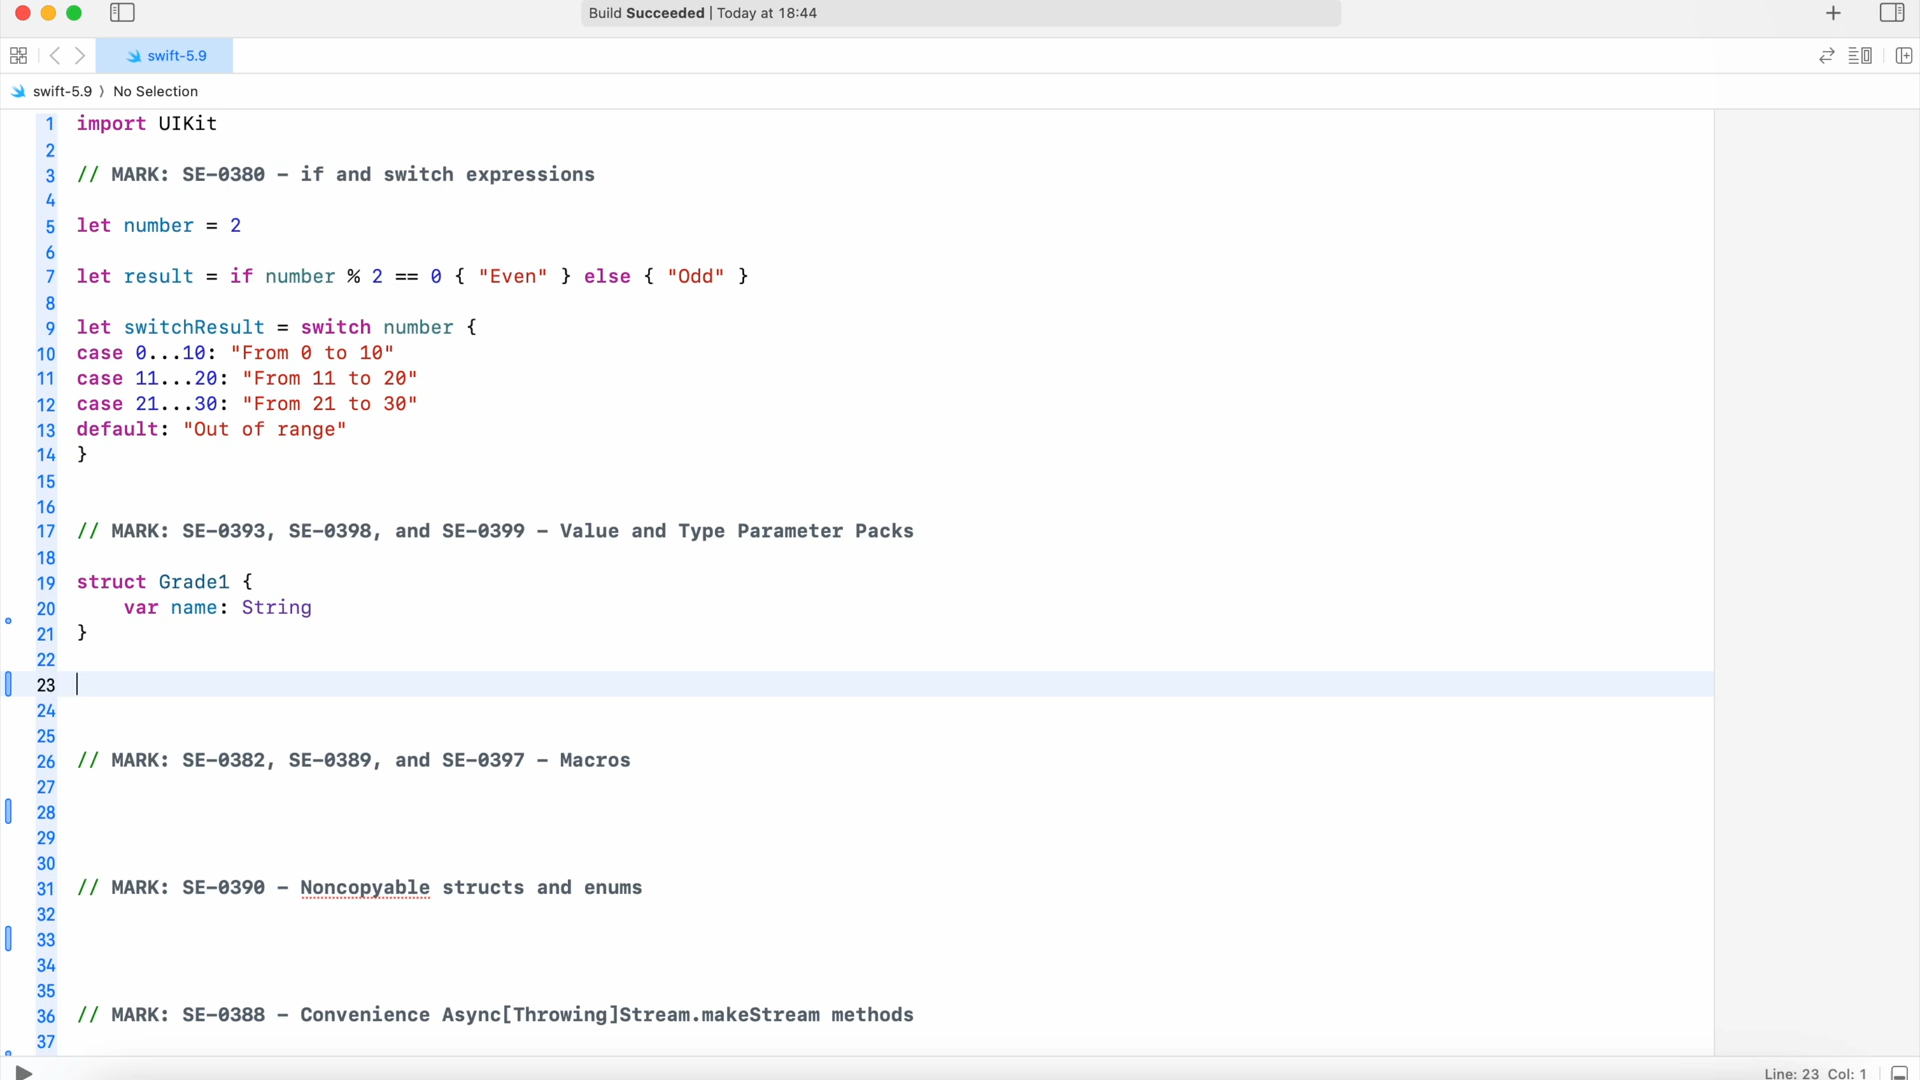 Build Succeeded | Today at 18:44
swift-5.9
swift-5.9 ⟩ No Selection
1 import UIKit
2
3 // MARK: SE-0380 - if and switch expressions
4
5 let number = 2
6
7 let result = if number % 2 == 0 { "Even" } else { "Odd" }
8
9 let switchResult = switch number {
10 case 0...10: "From 0 to 10"
11 case 11...20: "From 11 to 20"
12 case 21...30: "From 21 to 30"
13 default: "Out of range"
14 }
15
16
17 // MARK: SE-0393, SE-0398, and SE-0399 - Value and Type Parameter Packs
18
19 struct Grade1 {
20     var name: String
21 }
22
23
24
25
26 // MARK: SE-0382, SE-0389, and SE-0397 - Macros
27
28
29
30
31 // MARK: SE-0390 - Noncopyable structs and enums
32
33
34
35
36 // MARK: SE-0388 - Convenience Async[Throwing]Stream.makeStream methods
37
Line: 23 Col: 1